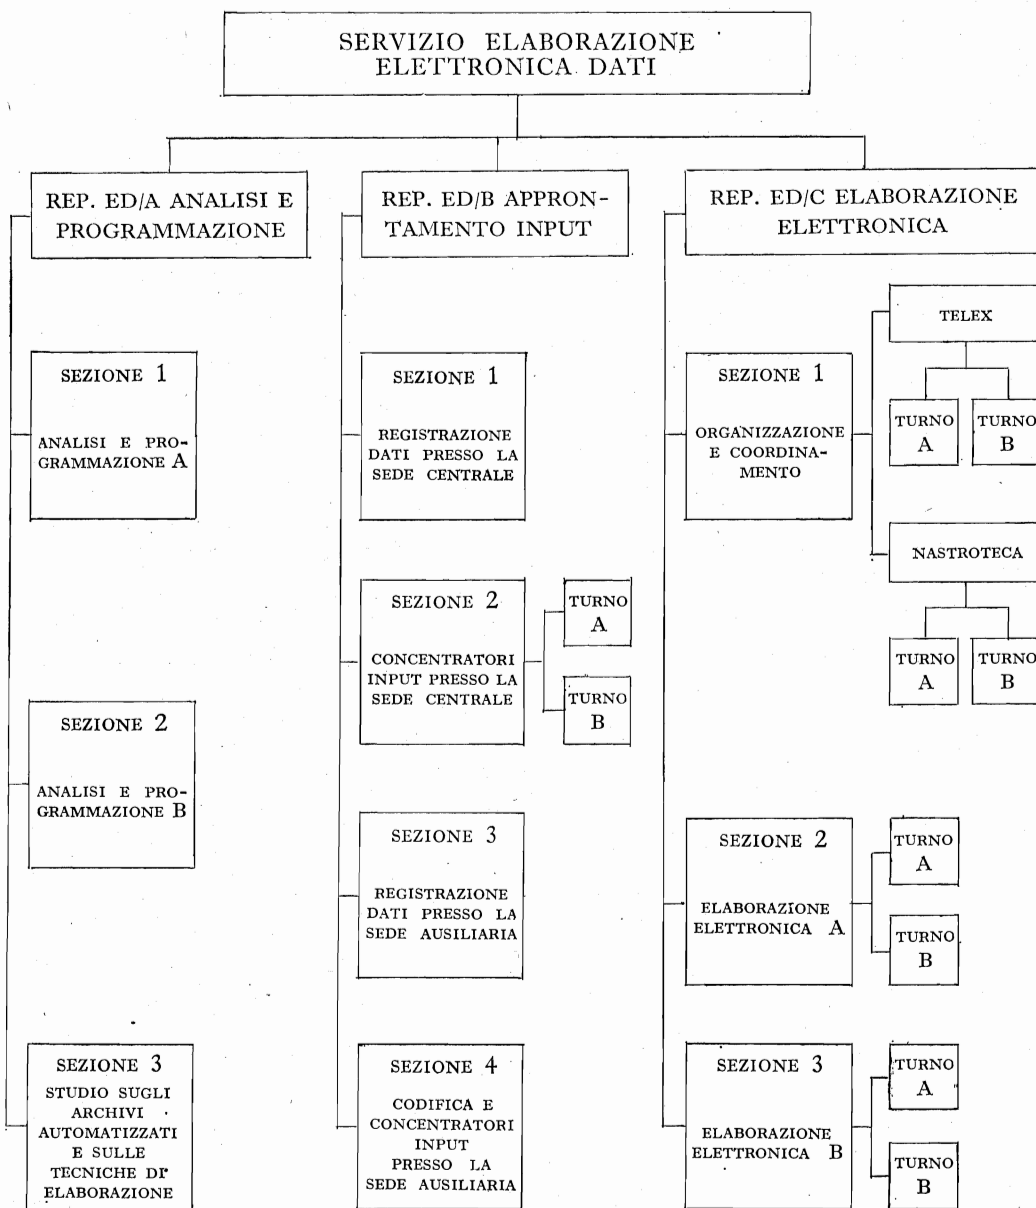 SERVIZIO ELABORAZIONE
ELETTRONICA DATI
REP. ED/A ANALISI E
PROGRAMMAZIONE
SEZIONE 1
ANALISI E PRO-
GRAMMAZIONE A
SEZIONE 2
ANALISI E PRO-
GRAMMAZIONE B
SEZIONE 3
STUDIO SUGLI
ARCHIVI
AUTOMATIZZATI
E SULLE
TECNICHE DI
ELABORAZIONE
REP. ED/B APPRON-
TAMENTO INPUT
SEZIONE 1
REGISTRAZIONE
DATI PRESSO LA
SEDE CENTRALE
SEZIONE 2
CONCENTRATORI
INPUT PRESSO LA
SEDE CENTRALE
TURNO
A
TURNO
B
SEZIONE 3
REGISTRAZIONE
DATI PRESSO LA
SEDE AUSILIARIA
SEZIONE 4
CODIFICA E
CONCENTRATORI
INPUT
PRESSO LA
SEDE AUSILIARIA
REP. ED/C ELABORAZIONE
ELETTRONICA
SEZIONE 1
ORGANIZZAZIONE
E COORDINA-
MENTO
TELEX
TURNO
A
TURNO
B
NASTROTECA
TURNO
A
TURNO
B
SEZIONE 2
ELABORAZIONE
ELETTRONICA A
TURNO
A
TURNO
B
SEZIONE 3
ELABORAZIONE
ELETTRONICA B
TURNO
A
TURNO
B